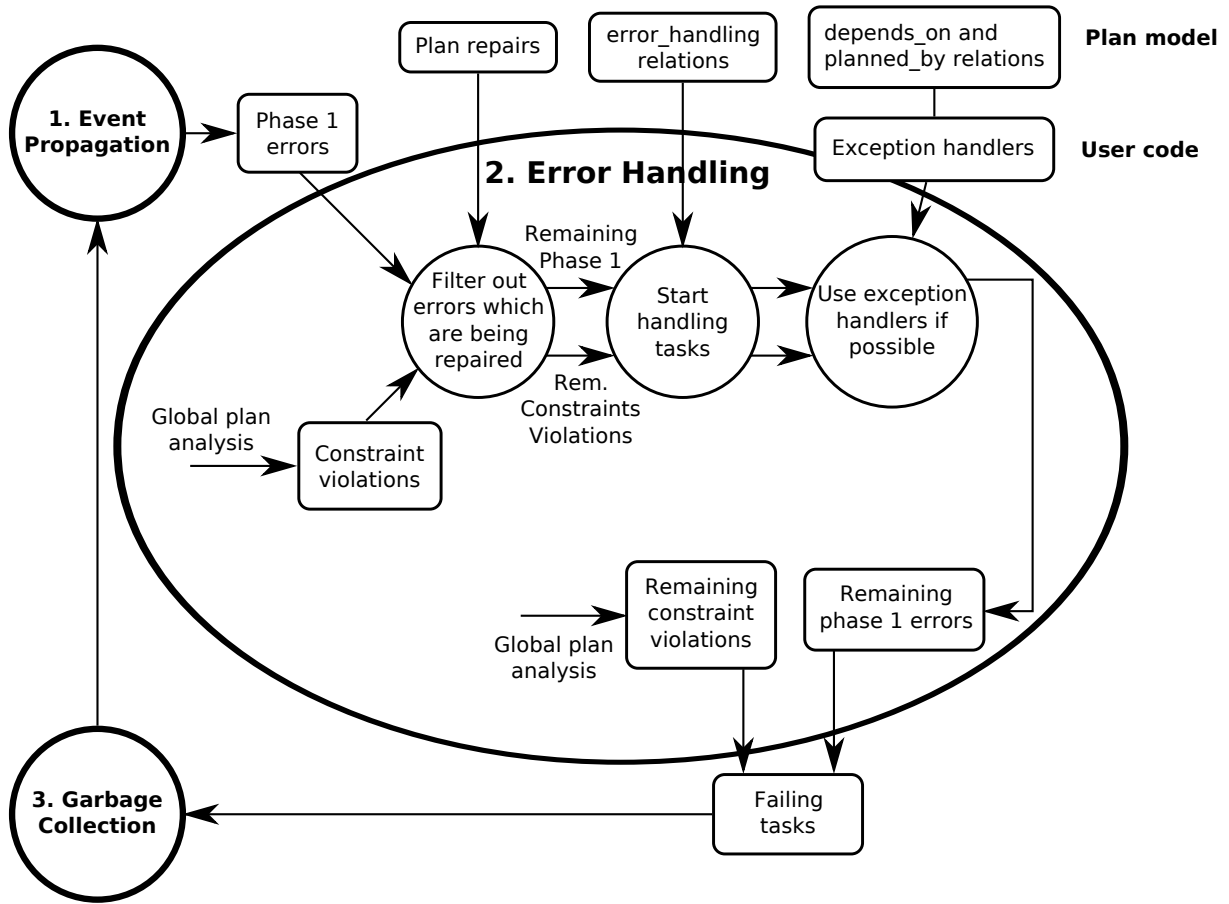 Plan repairs
error_handling
relations
depends_on and
planned_by relations
Plan model
1. Event
Propagation
Phase 1
errors
Exception handlers
User code
2. Error Handling
Remaining
Phase 1
Filter out
errors which
are being
repaired
Start
handling
tasks
Use exception
handlers if
possible
Rem.
Constraints
Violations
Global plan
analysis
Constraint
violations
Remaining
constraint
violations
Remaining
phase 1 errors
Global plan
analysis
3. Garbage
Collection
Failing
tasks